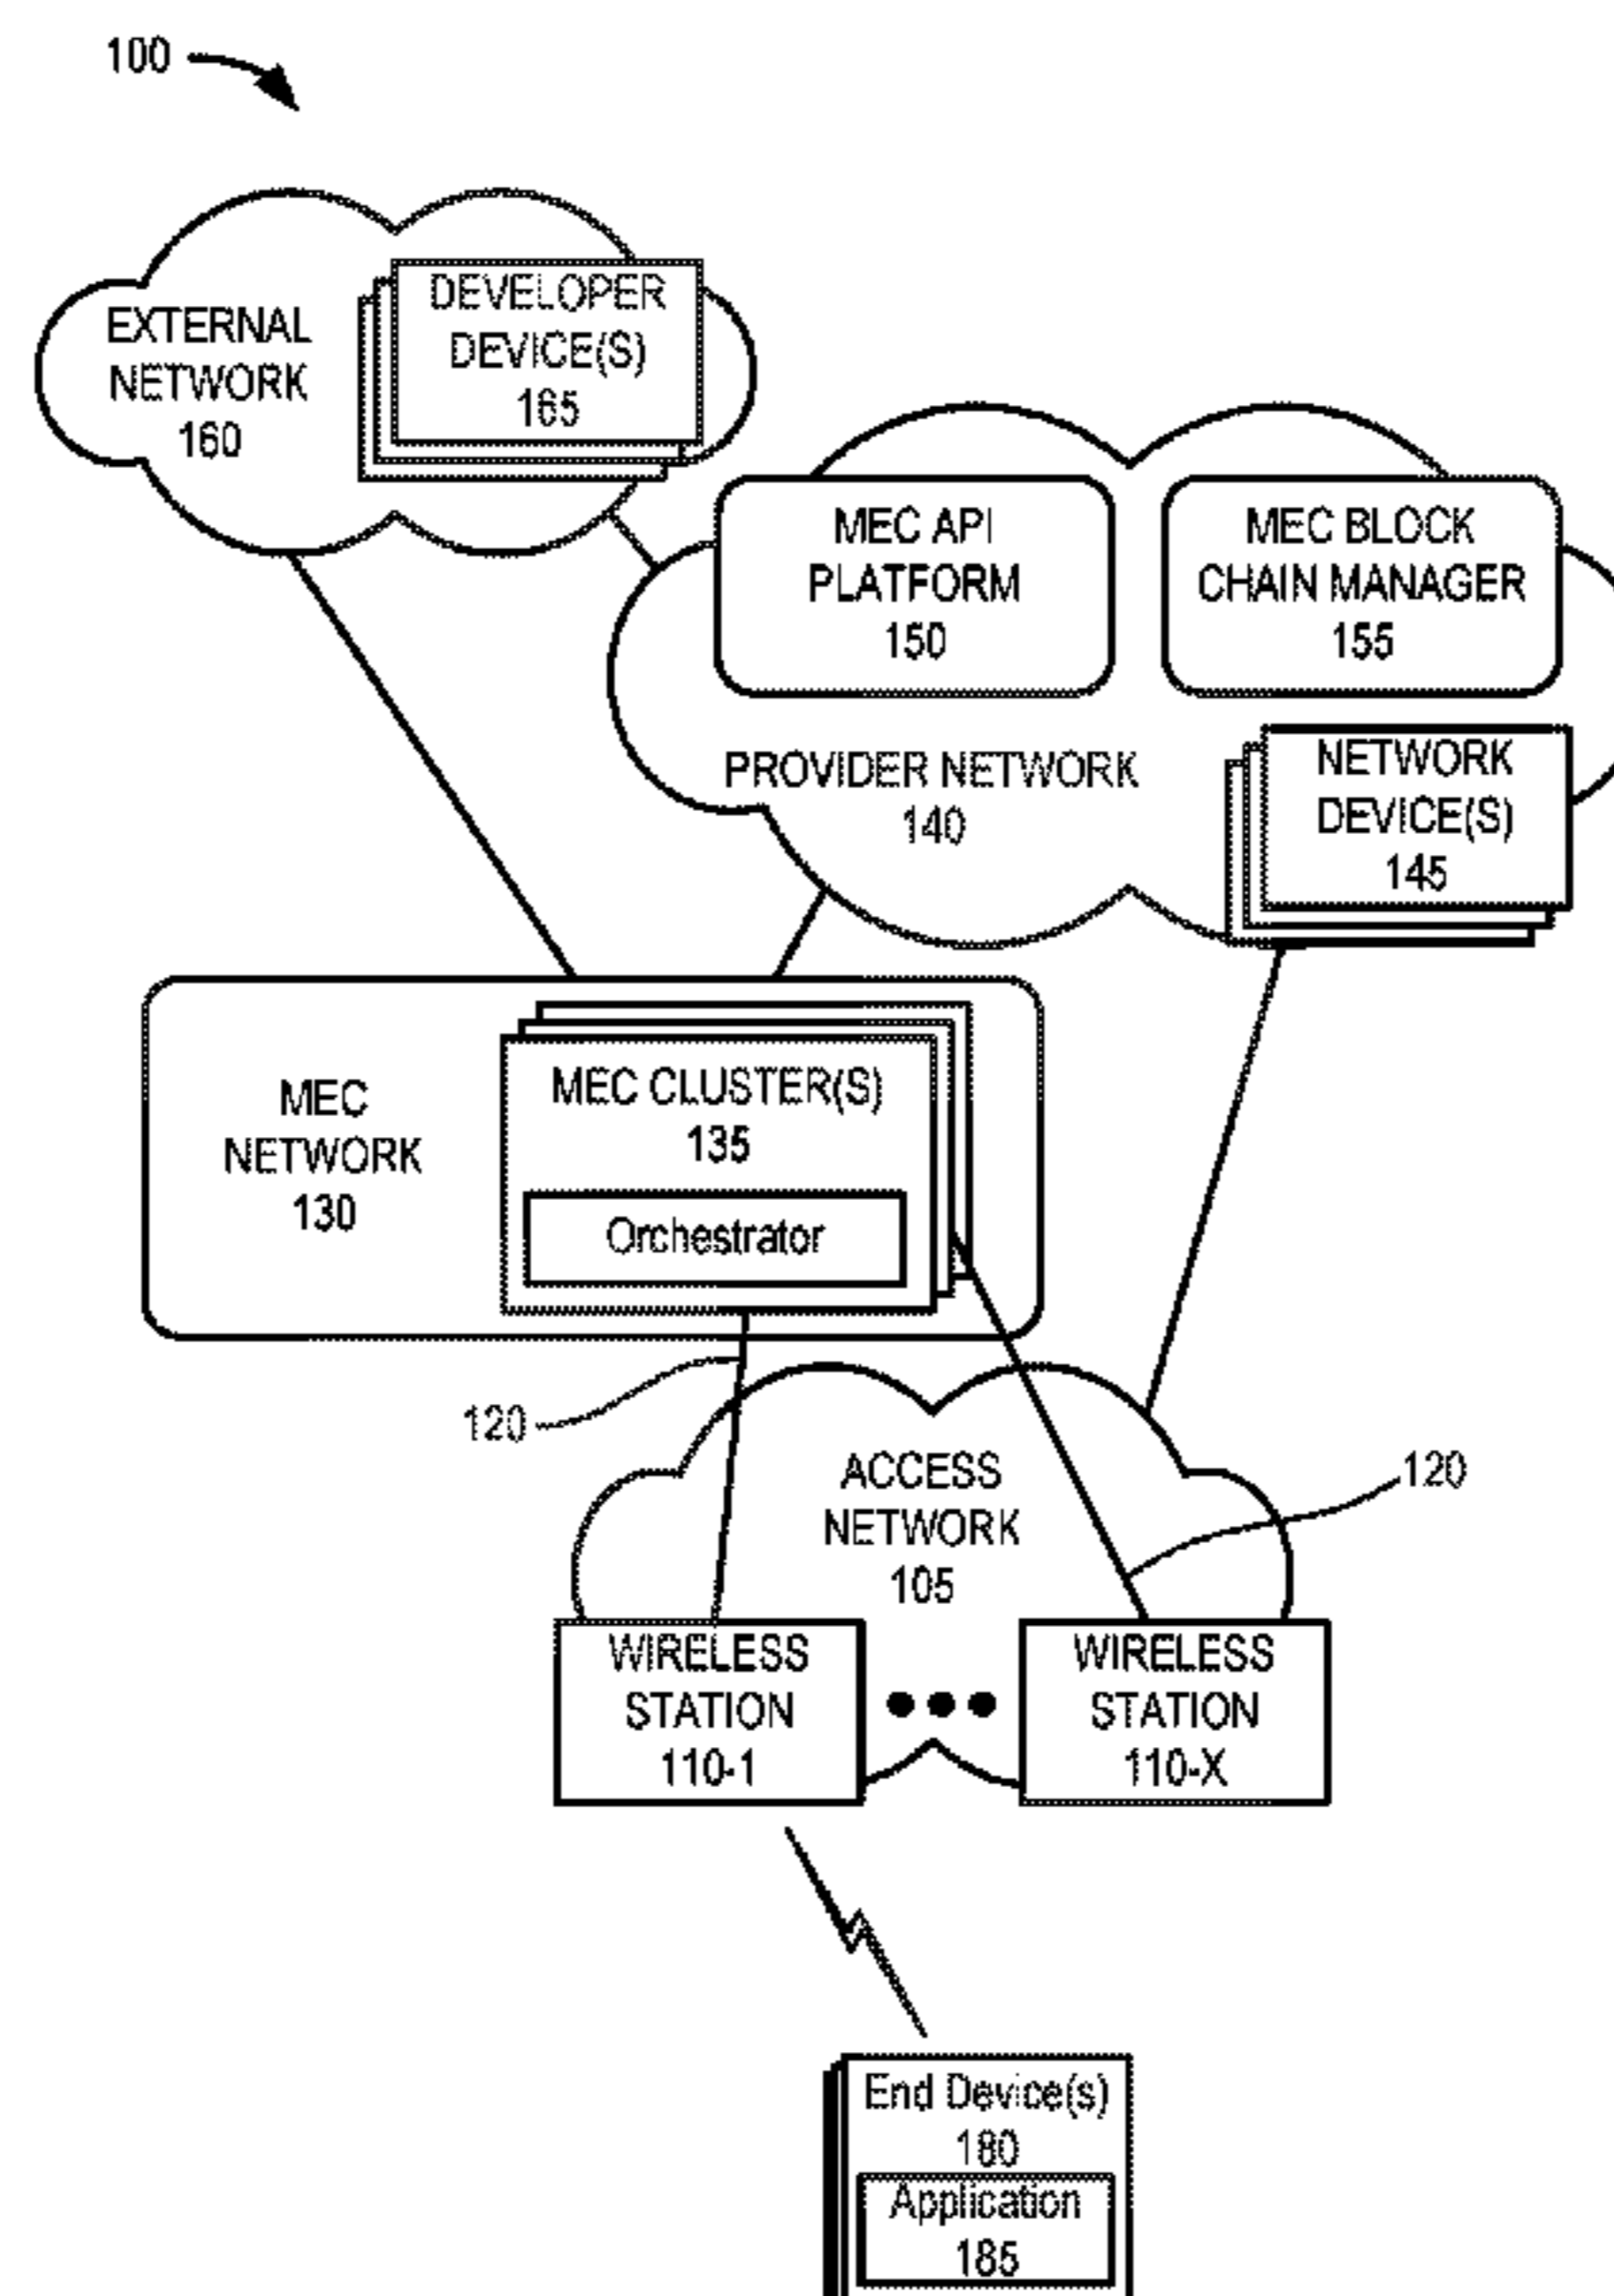 100
EXTERNAL
NETWORK
160
DEVELOPER
DEVICE(S)
165
MEC API
PLATFORM
150
MEC BLOCK
CHAIN MANAGER
155
PROVIDER NETWORK
140
NETWORK
DEVICE(S)
145
MEC
NETWORK
130
MEC CLUSTER(S)
135
Orchestrator
120
ACCESS
NETWORK
105
120
WIRELESS
STATION
110-1
WIRELESS
STATION
110-X
End Device(s)
180
Application
185